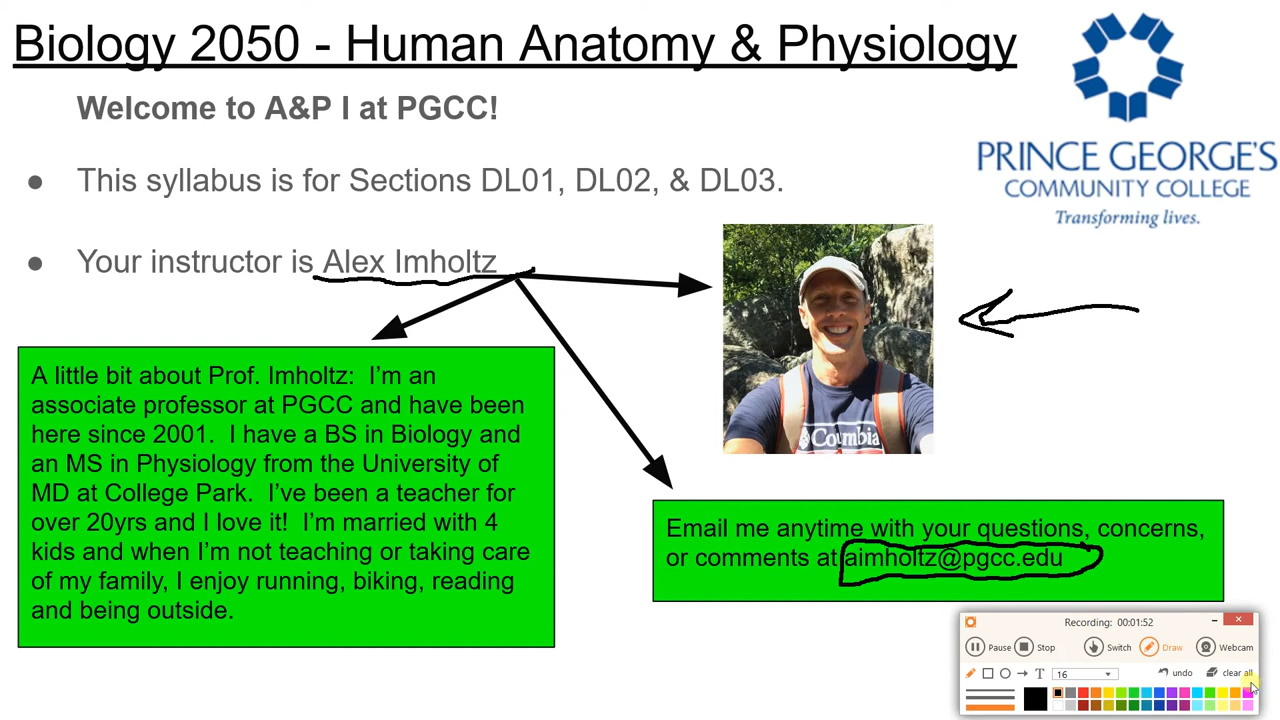 Biology 2050 - Human Anatomy & Physiology
Welcome to A&P I at PGCC!
● This syllabus is for Sections DL01, DL02, & DL03.
● Your instructor is Alex Imholtz
PRINCE GEORGE'S
COMMUNITY COLLEGE
Transforming lives.
A little bit about Prof. Imholtz: I'm an
associate professor at PGCC and have been
here since 2001. I have a BS in Biology and
an MS in Physiology from the University of
MD at College Park. I've been a teacher for
over 20yrs and I love it! I'm married with 4
kids and when I'm not teaching or taking care
of my family, I enjoy running, biking, reading
and being outside.
Columbia
Email me anytime with your questions, concerns,
or comments at aimholtz@pgcc.edu
Recording: 00:01:52
Pause Stop Switch Draw Webcam
T 16 undo clear all